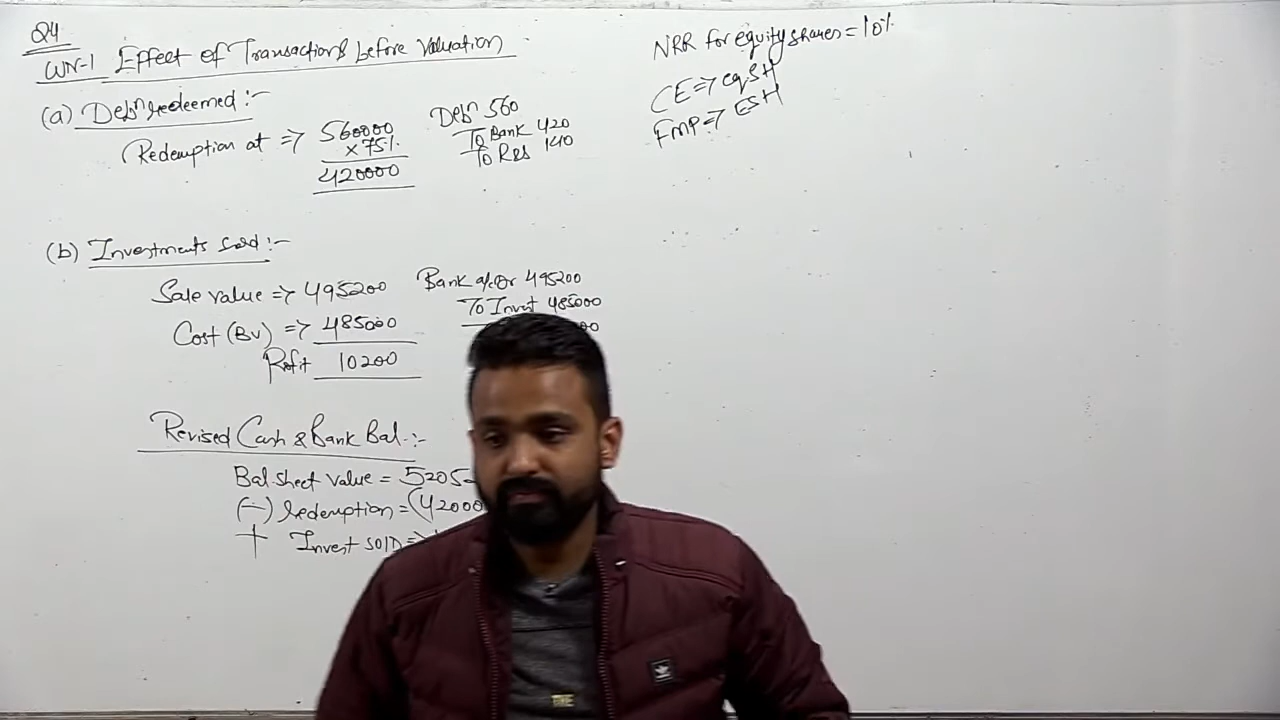 Q4
WN-1 Effect of Transactions before Valuation
(a) Debn redeemed :-
Redemption at => 560000
x 75%
420000
Debn 560
To Bank 420
To Res 140
(b) Investments Sold :-
Sale value => 495200
Cost (BV) => 485000
Profit 10200
Bank a/c Dr 495200
To Invest 485000
Revised Cash & Bank Bal. :-
Bal Sheet value = 5205
(-) Redemption = (42000
+ Invest SOLD =>
NRR for equity shares = 10%
CE => eq SH
FMP => ESH